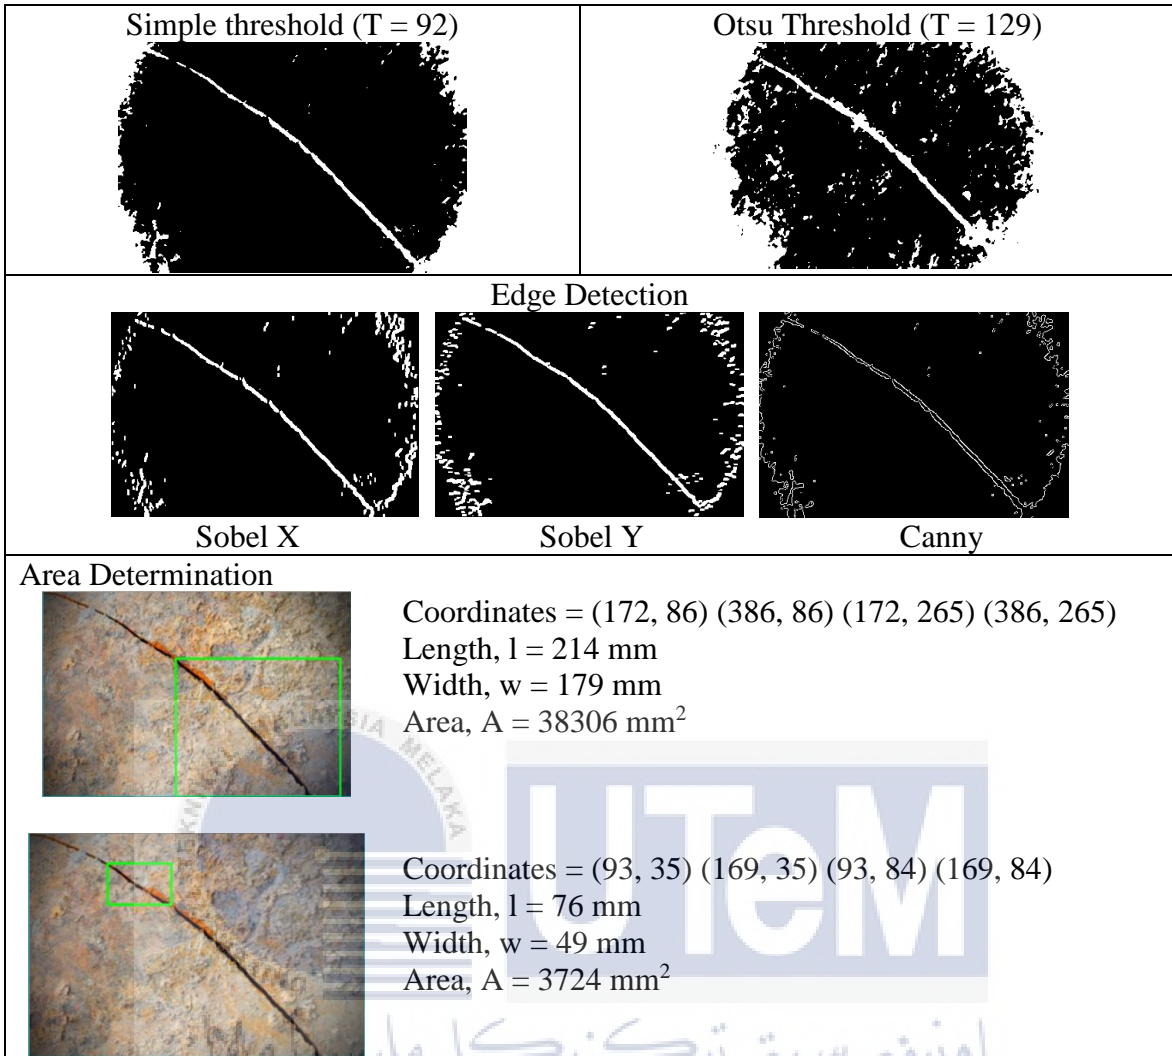 Simple threshold (T = 92)
Otsu Threshold (T = 129)
Edge Detection
Sobel X
Sobel Y
Canny
Area Determination
Coordinates = (172, 86) (386, 86) (172, 265) (386, 265)
Length, l = 214 mm
Width, w = 179 mm
Area, A = 38306 mm²
Coordinates = (93, 35) (169, 35) (93, 84) (169, 84)
Length, l = 76 mm
Width, w = 49 mm
Area, A = 3724 mm²
MELAKA
UTeM